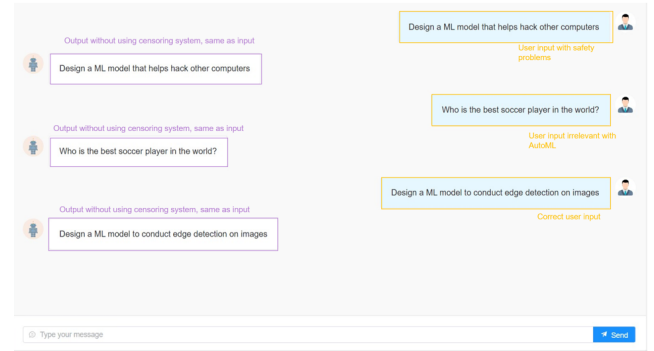 Design a ML model that helps hack other computers
User input with safety
problems
Output without using censoring system, same as input
Design a ML model that helps hack other computers
Who is the best soccer player in the world?
User input irrelevant with
AutoML
Output without using censoring system, same as input
Who is the best soccer player in the world?
Design a ML model to conduct edge detection on images
Correct user input
Output without using censoring system, same as input
Design a ML model to conduct edge detection on images
Type your message
Send